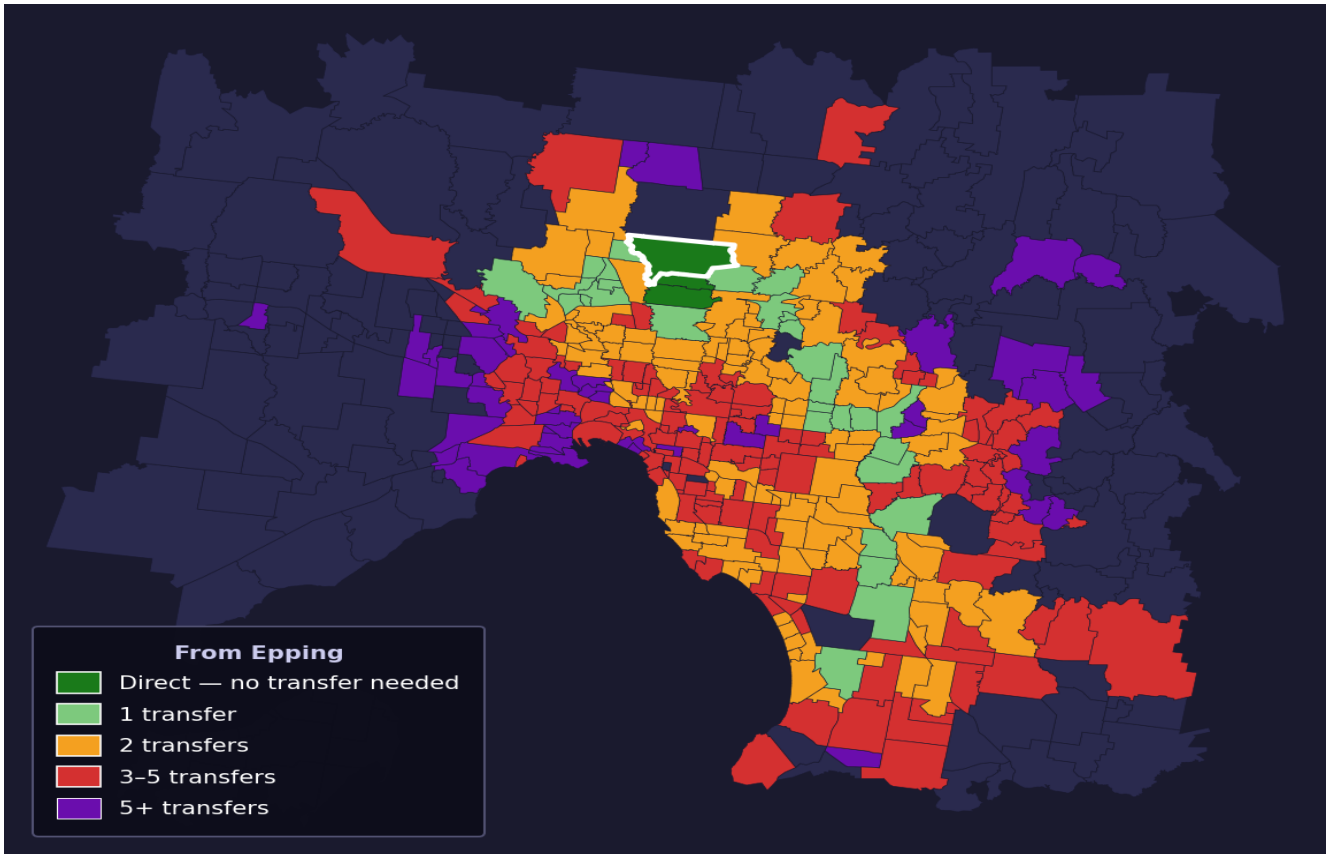 From Epping
Direct — no transfer needed
1 transfer
2 transfers
3–5 transfers
5+ transfers